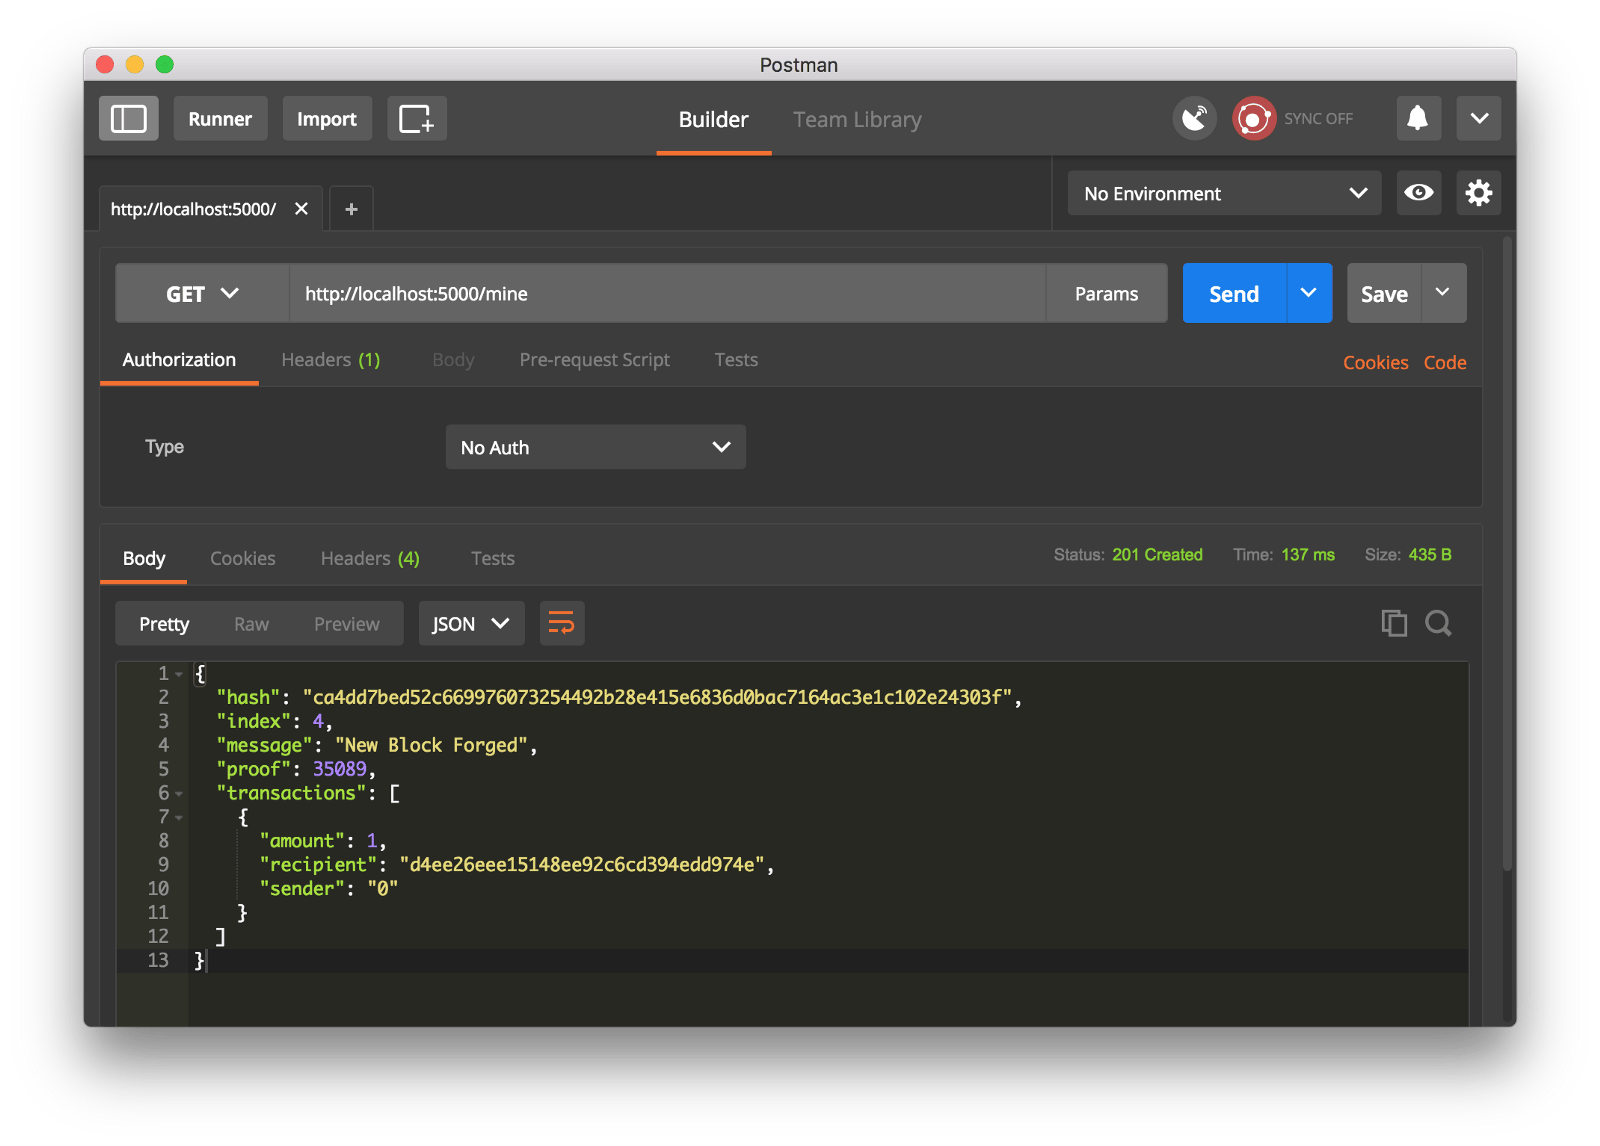 Postman
Runner Import Builder Team Library SYNC OFF
http://localhost:5000/ No Environment
GET http://localhost:5000/mine Params Send Save
Authorization Headers (1) Body Pre-request Script Tests Cookies Code
Type No Auth
Body Cookies Headers (4) Tests Status: 201 Created Time: 137 ms Size: 435 B
Pretty Raw Preview JSON
1 {
2 "hash": "ca4dd7bed52c669976073254492b28e415e6836d0bac7164ac3e1c102e24303f",
3 "index": 4,
4 "message": "New Block Forged",
5 "proof": 35089,
6 "transactions": [
7 {
8 "amount": 1,
9 "recipient": "d4ee26eee15148ee92c6cd394edd974e",
10 "sender": "0"
11 }
12 ]
13 }